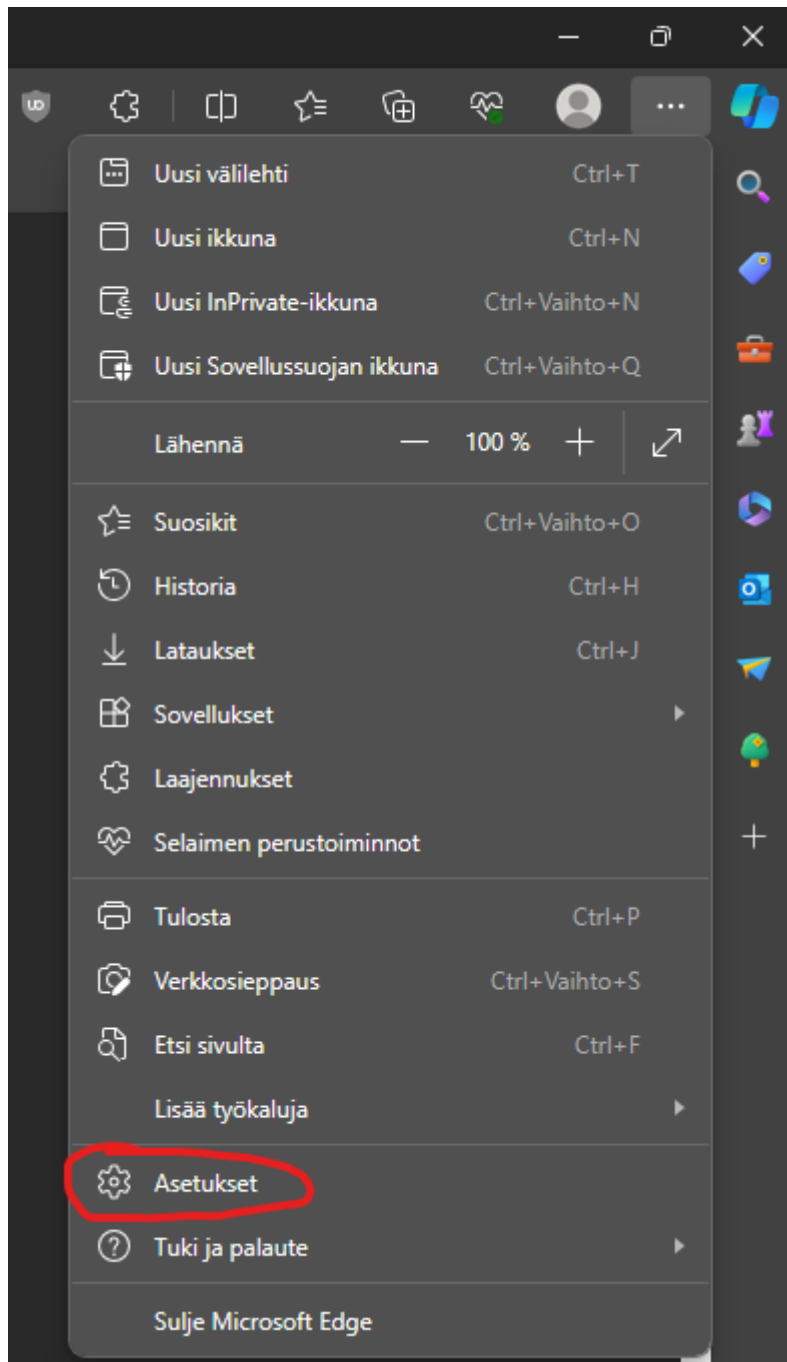 Uusi välilehti Ctrl+T
Uusi ikkuna Ctrl+N
Uusi InPrivate-ikkuna Ctrl+Vaihto+N
Uusi Sovellussuojan ikkuna Ctrl+Vaihto+Q
Lähennä — 100 % +
Suosikit Ctrl+Vaihto+O
Historia Ctrl+H
Lataukset Ctrl+J
Sovellukset
Laajennukset
Selaimen perustoiminnot
Tulosta Ctrl+P
Verkkosieppaus Ctrl+Vaihto+S
Etsi sivulta Ctrl+F
Lisää työkaluja
Asetukset
Tuki ja palaute
Sulje Microsoft Edge